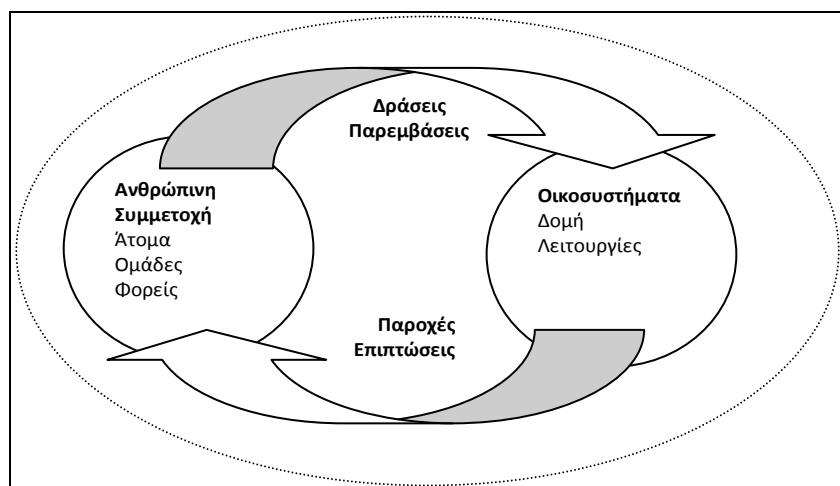 Δράσεις
Παρεμβάσεις
Ανθρώπινη
Συμμετοχή
Άτομα
Ομάδες
Φορείς
Οικοσυστήματα
Δομή
Λειτουργίες
Παροχές
Επιπτώσεις